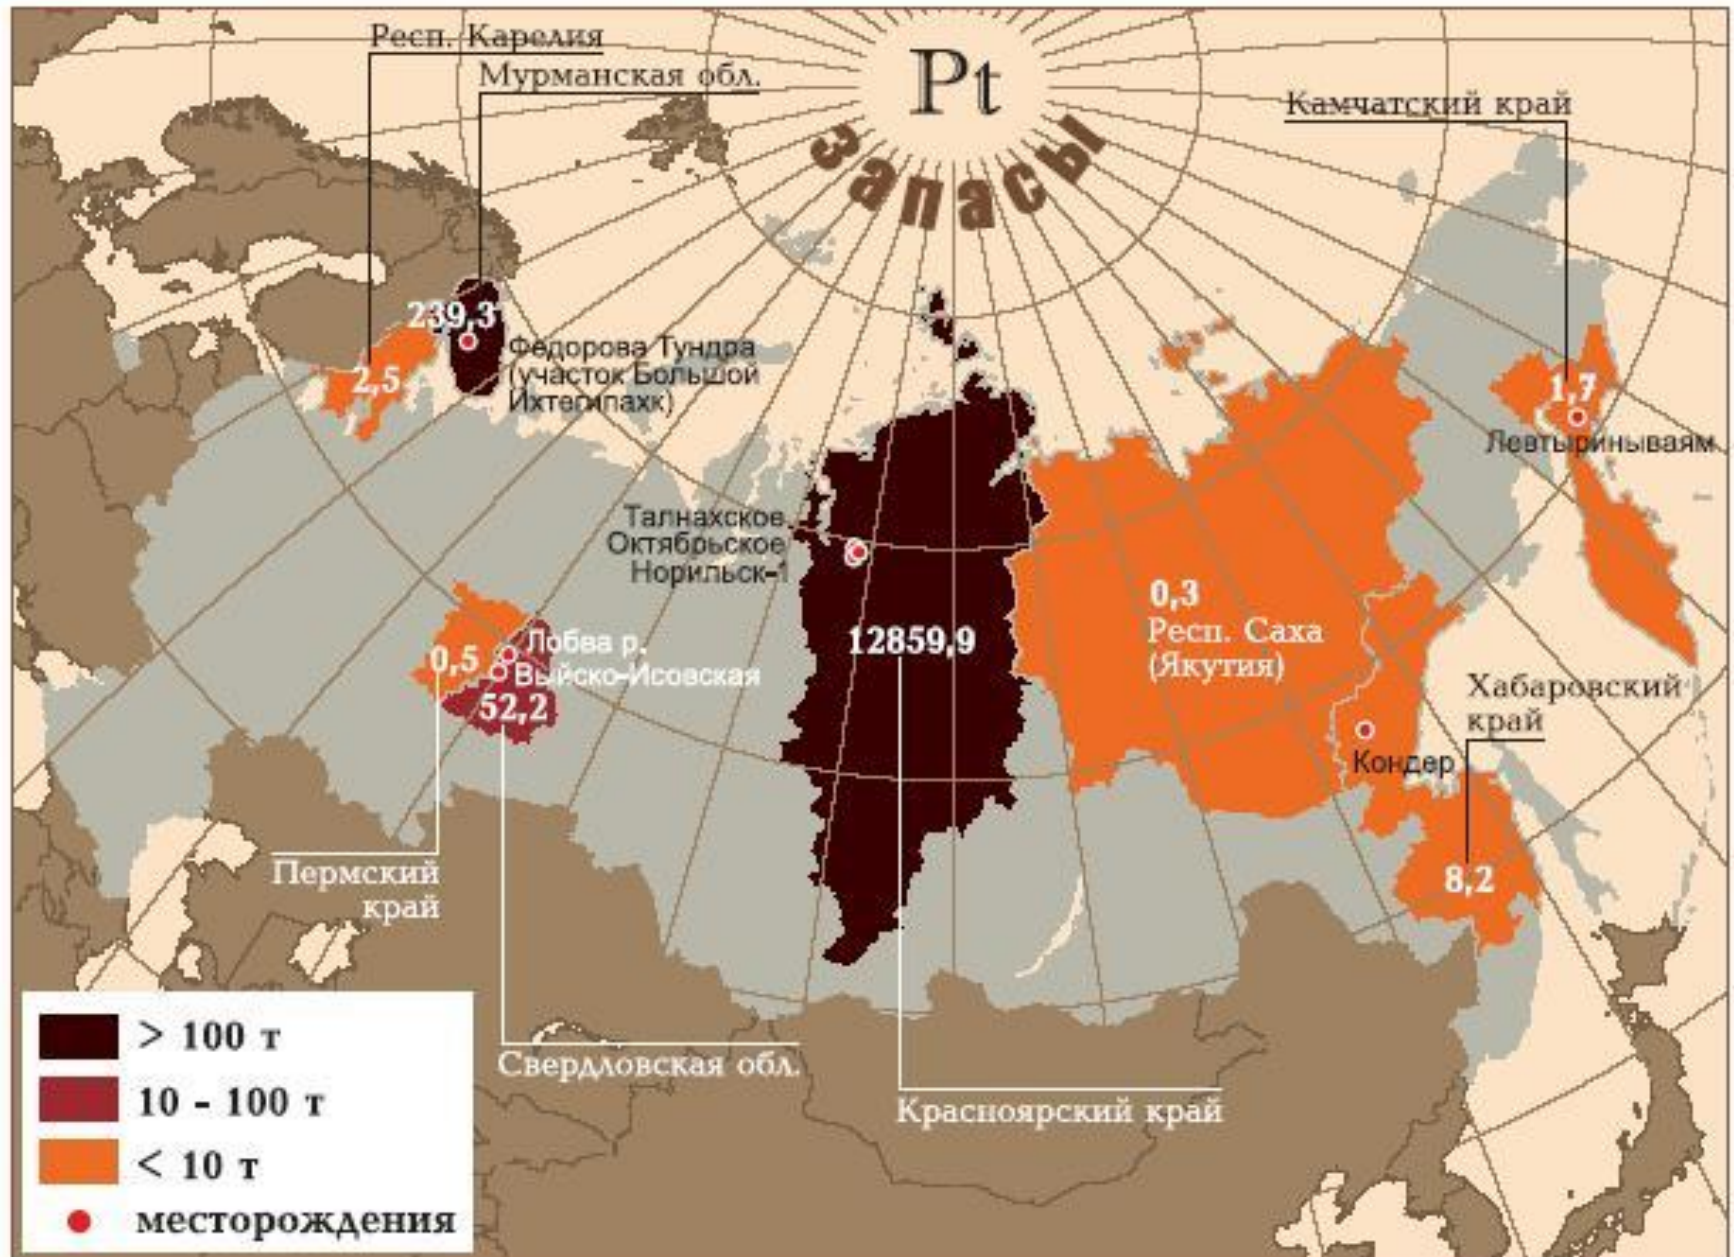 Pt
Запасы
Респ. Карелия
Мурманская обл.
Камчатский край
239,3
Федорова Тундра
(участок Большой
Ихтегипахк)
2,5
1,7
Левтыринываям
Талнахское
Октябрьское
Норильск-1
12859,9
0,3
Респ. Саха
(Якутия)
Лобва р.
0,5
Выйско-Исовская
52,2
Хабаровский
край
Кондер
8,2
Пермский
край
Свердловская обл.
Красноярский край
> 100 т
10 - 100 т
< 10 т
месторождения